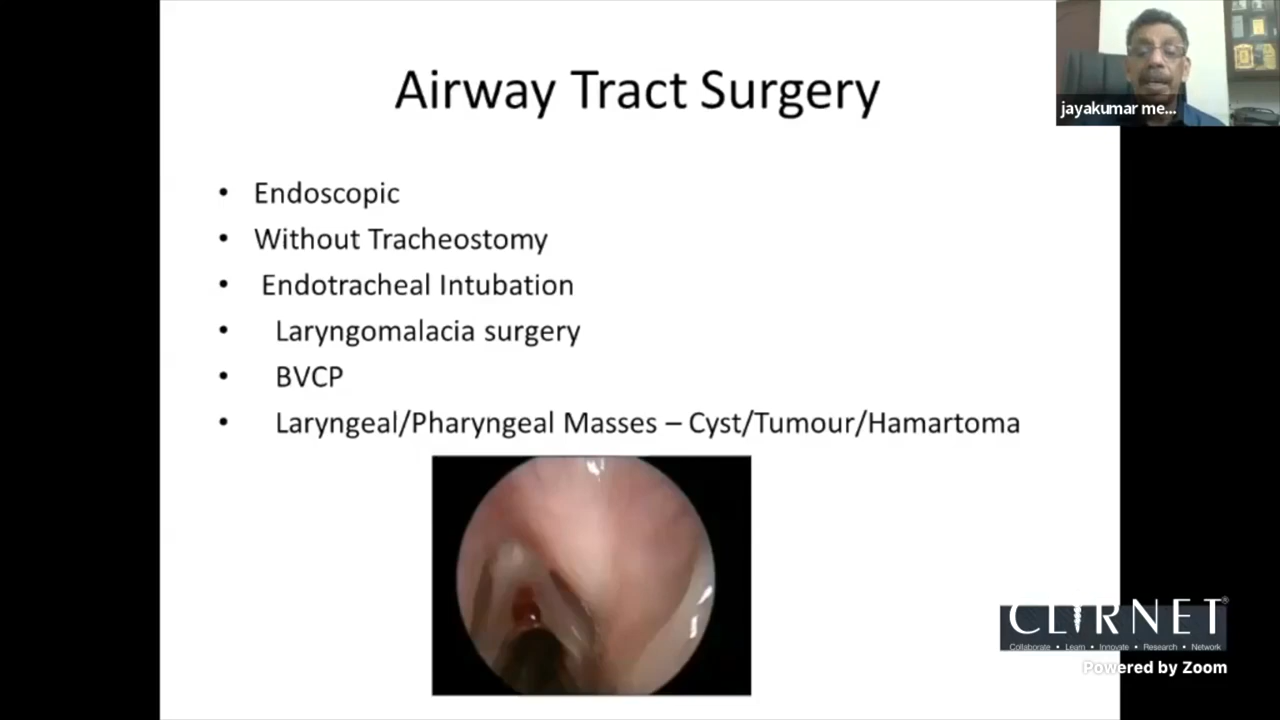 Airway Tract Surgery
jayakumar me...
• Endoscopic
• Without Tracheostomy
• Endotracheal Intubation
• Laryngomalacia surgery
• BVCP
• Laryngeal/Pharyngeal Masses – Cyst/Tumour/Hamartoma
CLIRNET®
Collaborate • Learn • Innovate • Research • Network
Powered by Zoom